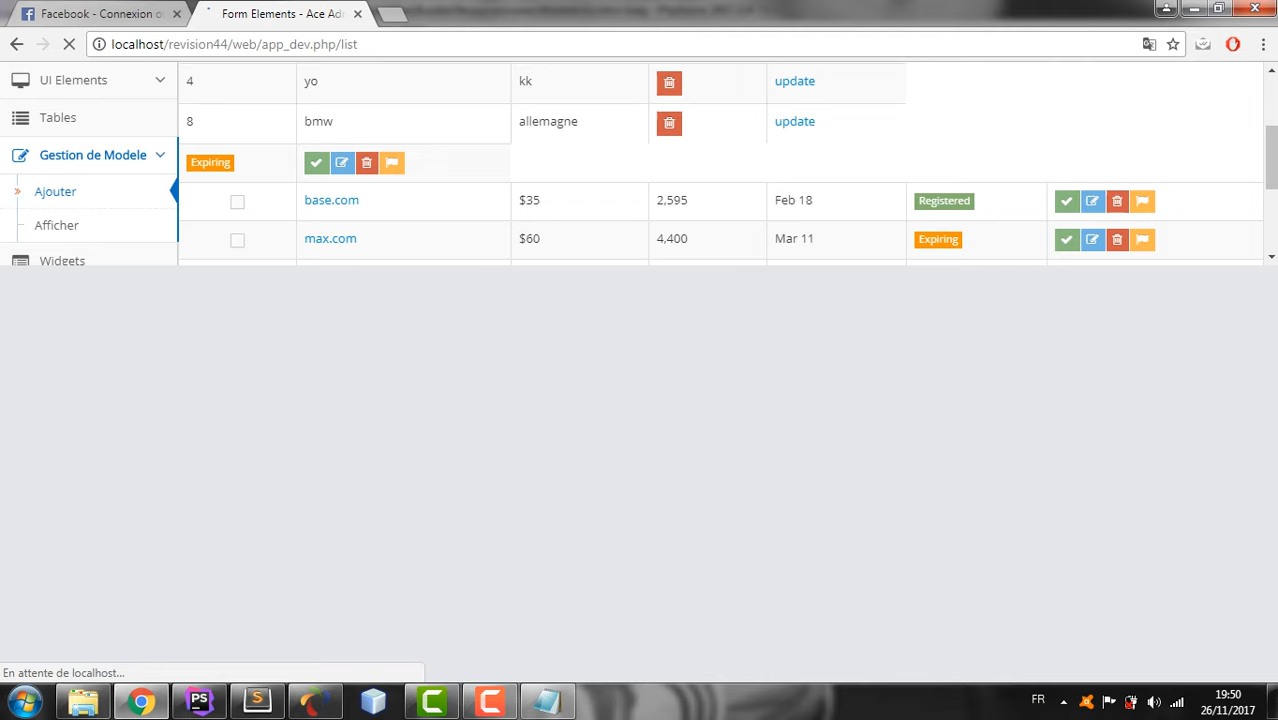 Facebook - Connexion o
Form Elements - Ace Adr
localhost/revision44/web/app_dev.php/list
UI Elements
4 yo kk update
Tables
8 bmw allemagne update
Gestion de Modele
Expiring
Ajouter
base.com $35 2,595 Feb 18 Registered
Afficher
max.com $60 4,400 Mar 11 Expiring
Widgets
En attente de localhost...
PS
S
C
C
FR
19:50
26/11/2017